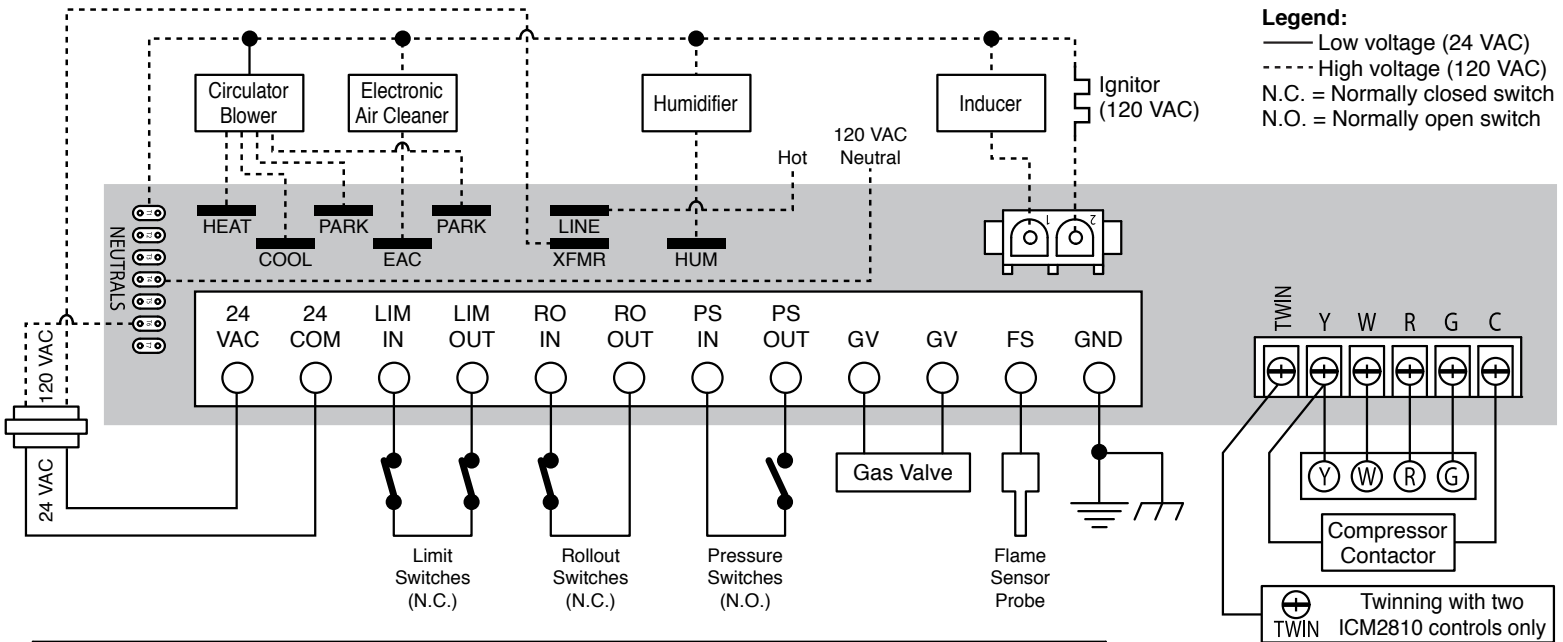 Legend:
Low voltage (24 VAC)
High voltage (120 VAC)
N.C. = Normally closed switch
N.O. = Normally open switch
Circulator
Blower
Electronic
Air Cleaner
Humidifier
Inducer
Ignitor
(120 VAC)
120 VAC
Neutral
Hot
HEAT
PARK
PARK
LINE
COOL
EAC
XFMR
HUM
1
2
NEUTRALS
24
VAC
24
COM
LIM
IN
LIM
OUT
RO
IN
RO
OUT
PS
IN
PS
OUT
GV
GV
FS
GND
TWIN
Y
W
R
G
C
120 VAC
24 VAC
Gas Valve
Y
W
R
G
Compressor
Contactor
Limit
Switches
(N.C.)
Rollout
Switches
(N.C.)
Pressure
Switches
(N.O.)
Flame
Sensor
Probe
TWIN
Twinning with two
ICM2810 controls only